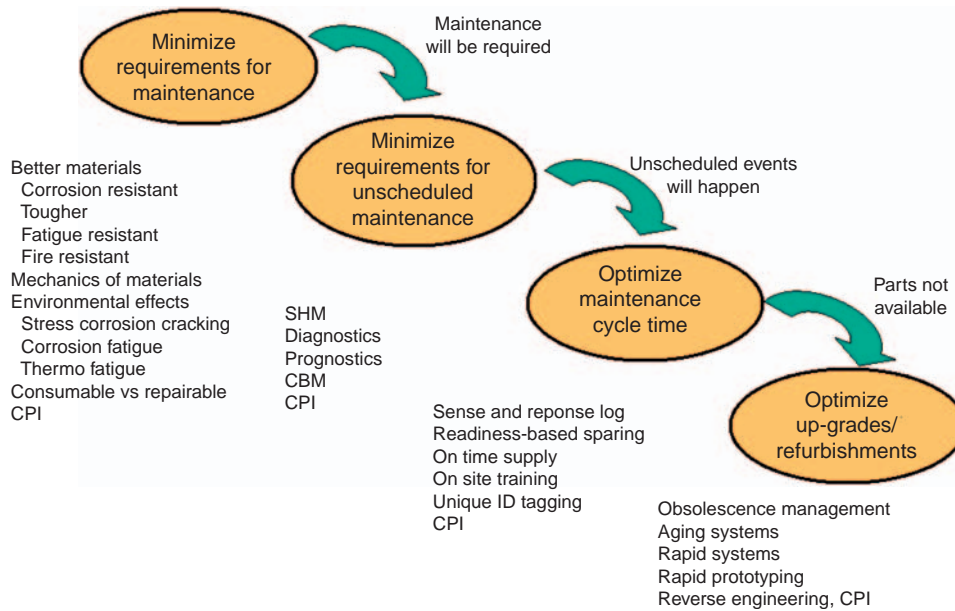 Minimize
requirements for
maintenance
Maintenance
will be required
Better materials
Corrosion resistant
Tougher
Fatigue resistant
Fire resistant
Mechanics of materials
Environmental effects
Stress corrosion cracking
Corrosion fatigue
Thermo fatigue
Consumable vs repairable
CPI
Minimize
requirements for
unscheduled
maintenance
Unscheduled events
will happen
SHM
Diagnostics
Prognostics
CBM
CPI
Optimize
maintenance
cycle time
Parts not
available
Sense and reponse log
Readiness-based sparing
On time supply
On site training
Unique ID tagging
CPI
Optimize
up-grades/
refurbishments
Obsolescence management
Aging systems
Rapid systems
Rapid prototyping
Reverse engineering, CPI